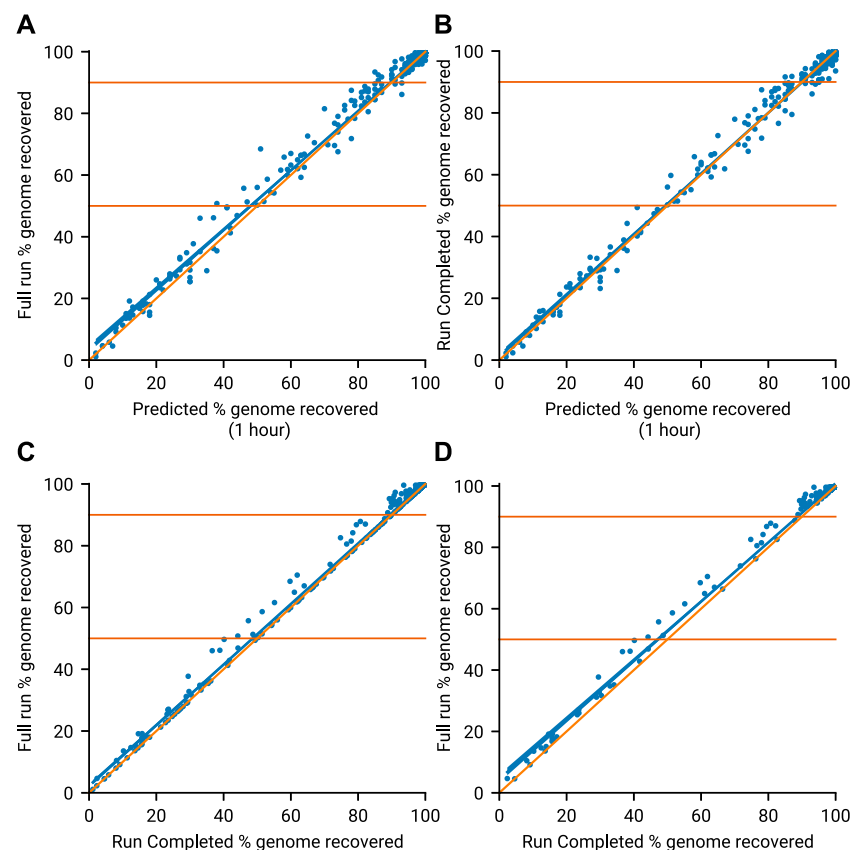 A
Full run % genome recovered
100
80
60
40
20
0
0 20 40 60 80 100
Predicted % genome recovered
(1 hour)
B
Run Completed % genome recovered
100
80
60
40
20
0
0 20 40 60 80 100
Predicted % genome recovered
(1 hour)
C
Full run % genome recovered
100
80
60
40
20
0
0 20 40 60 80 100
Run Completed % genome recovered
D
Full run % genome recovered
100
80
60
40
20
0
0 20 40 60 80 100
Run Completed % genome recovered